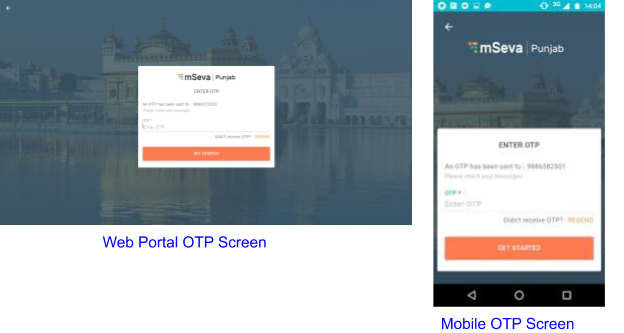 mSeva | Punjab
ENTER OTP
An OTP has been sent to :
Please check your messages
OTP *
Enter OTP
Didn't receive OTP? RESEND
GET STARTED
Web Portal OTP Screen
3G 14:04
mSeva | Punjab
ENTER OTP
An OTP has been sent to : 9886582501
Please check your messages
OTP *
Enter OTP
Didn't receive OTP? RESEND
GET STARTED
Mobile OTP Screen